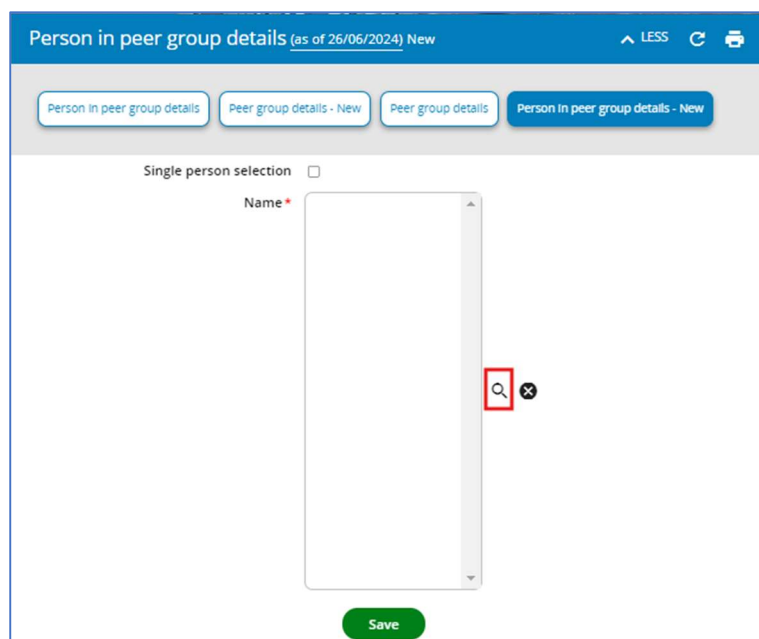 Person in peer group details (as of 26/06/2024) New LESS
Person in peer group details Peer group details - New Peer group details Person in peer group details - New
Single person selection
Name *
Save